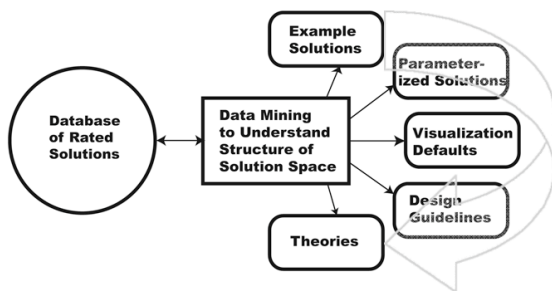 Example
Solutions
Parameter-
ized Solutions
Database
of Rated
Solutions
Data Mining
to Understand
Structure of
Solution Space
Visualization
Defaults
Design
Guidelines
Theories